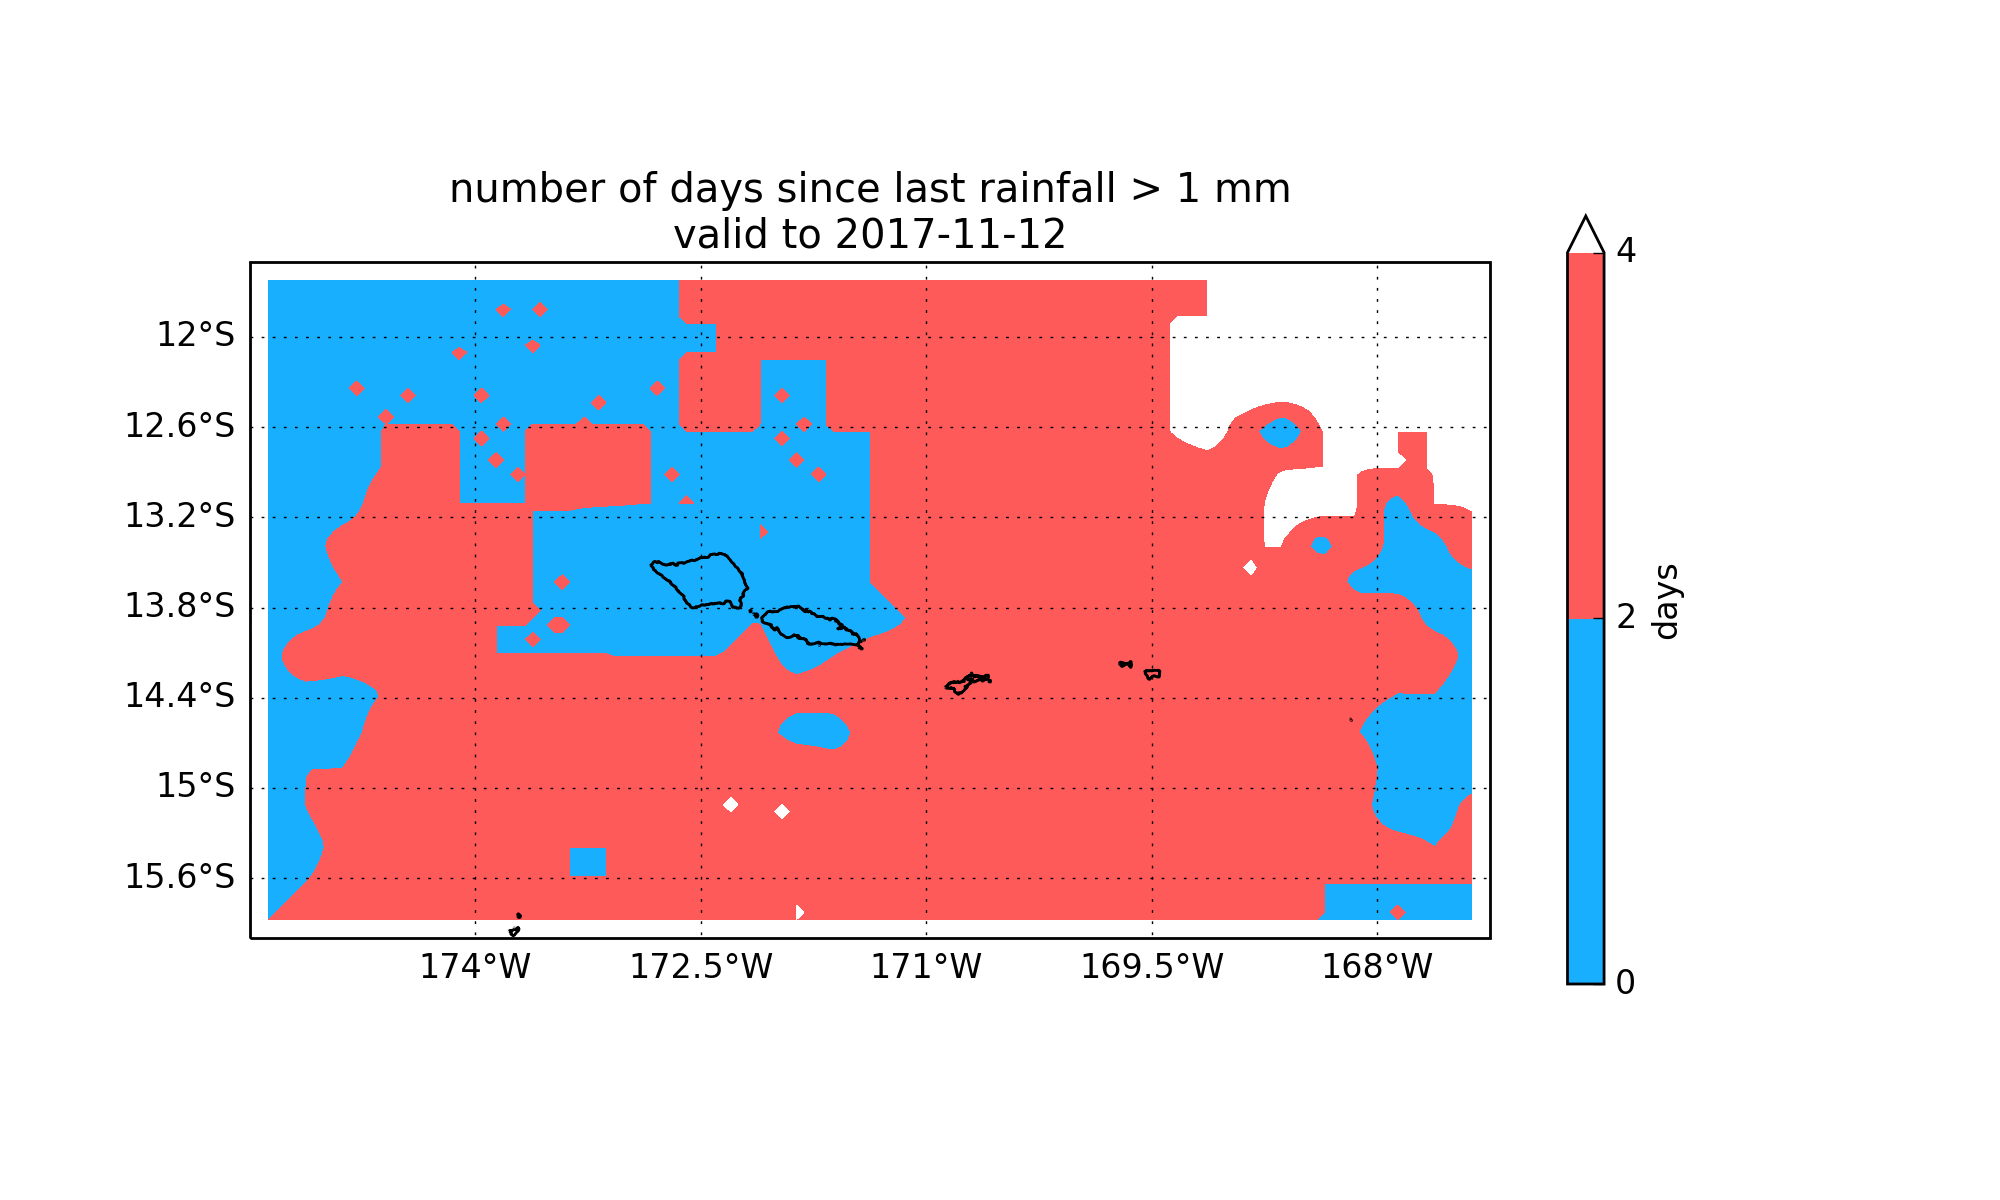 number of days since last rainfall > 1 mm
valid to 2017-11-12
4
12°S
12.6°S
13.2°S
13.8°S
2
days
14.4°S
15°S
15.6°S
0
174°W 172.5°W 171°W 169.5°W 168°W